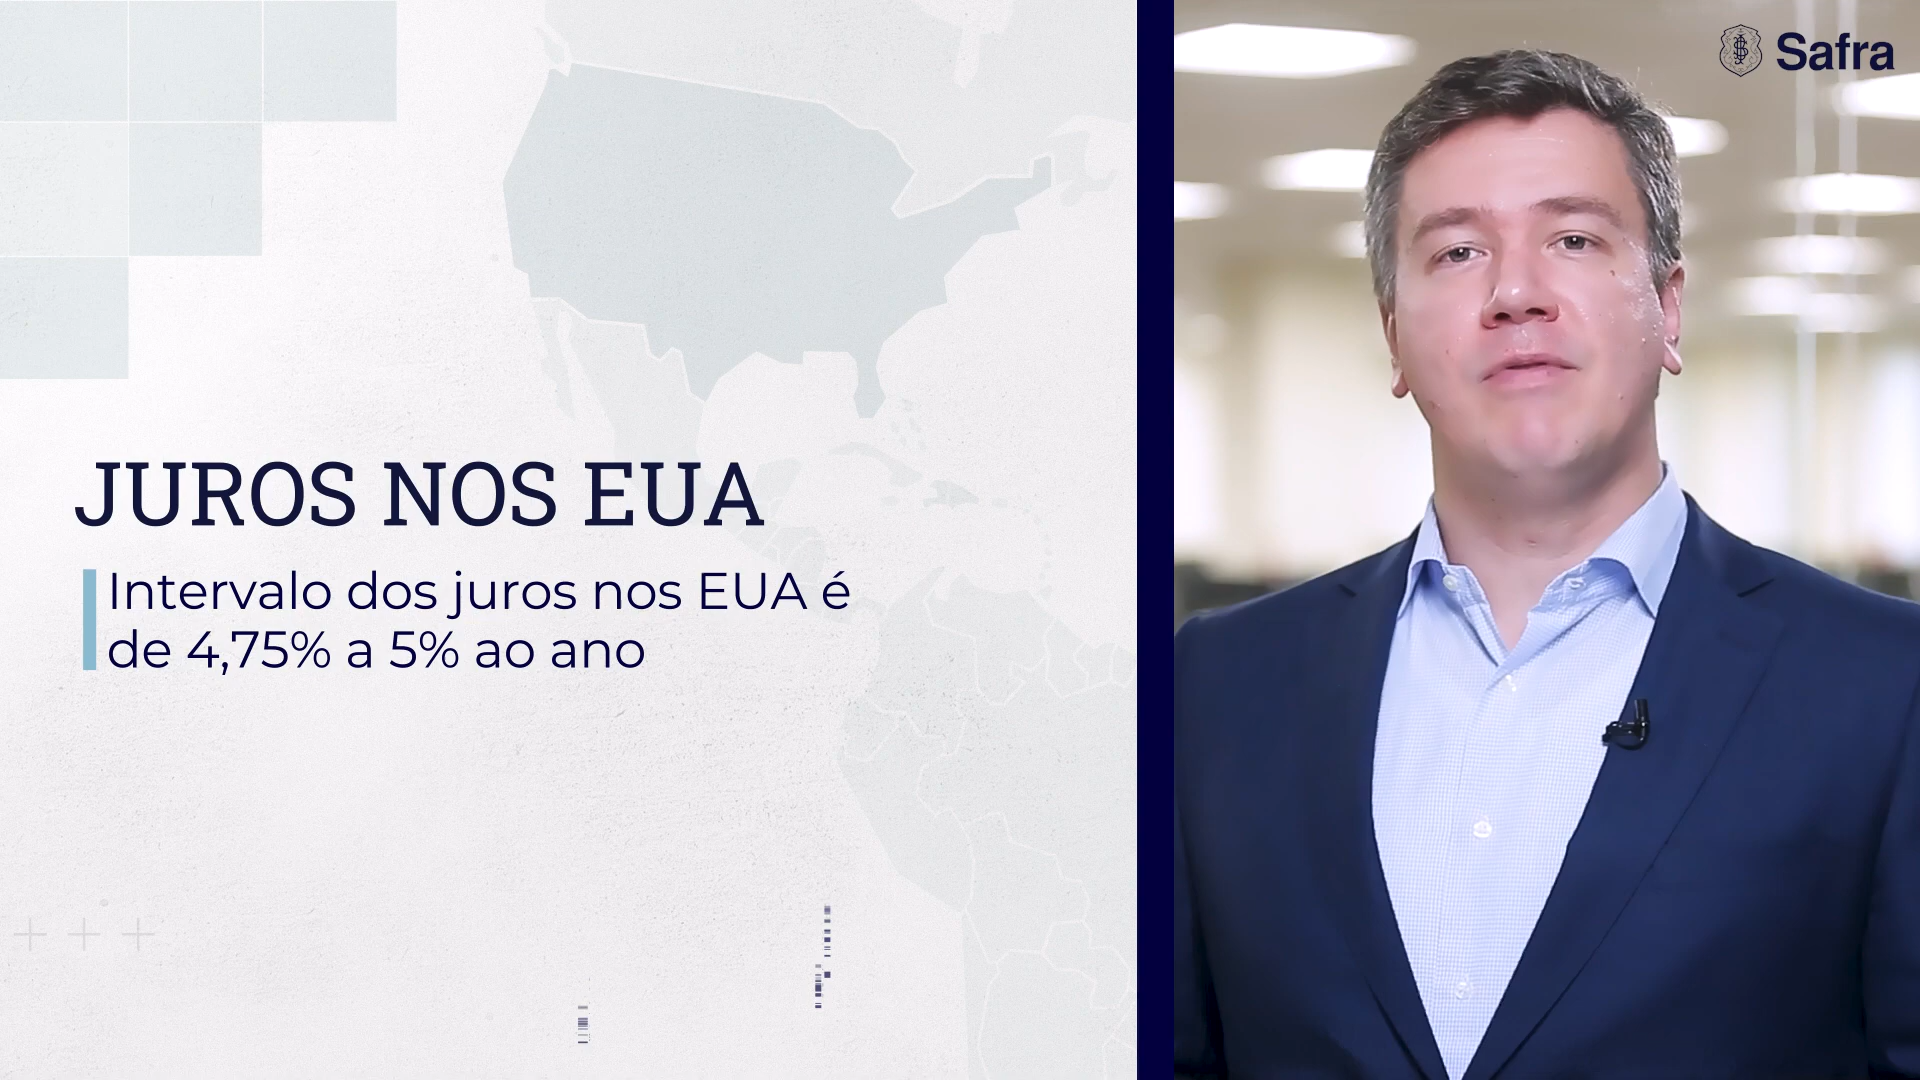 Safra
JUROS NOS EUA
Intervalo dos juros nos EUA é
de 4,75% a 5% ao ano